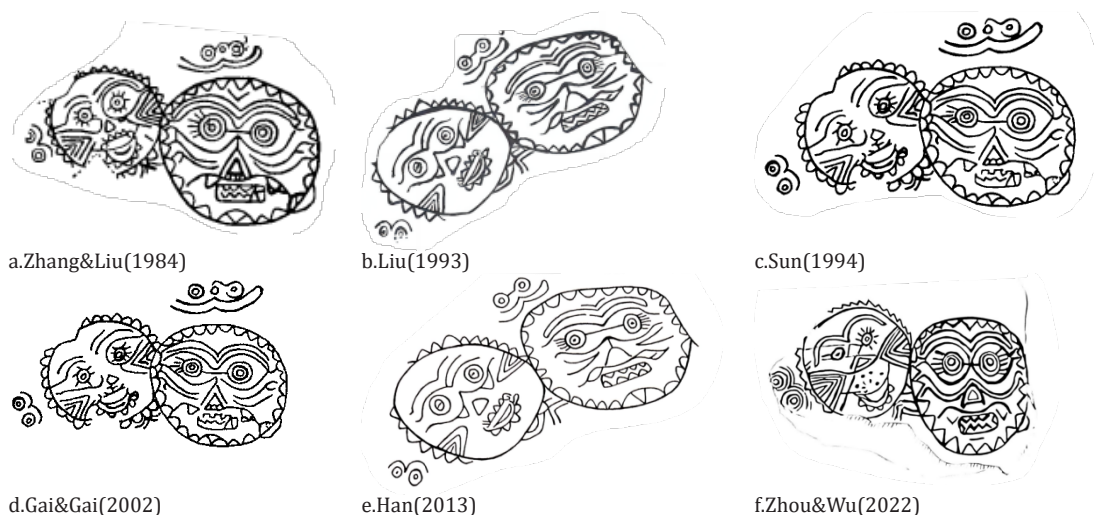 a.Zhang&Liu(1984)
b.Liu(1993)
c.Sun(1994)
d.Gai&Gai(2002)
e.Han(2013)
f.Zhou&Wu(2022)